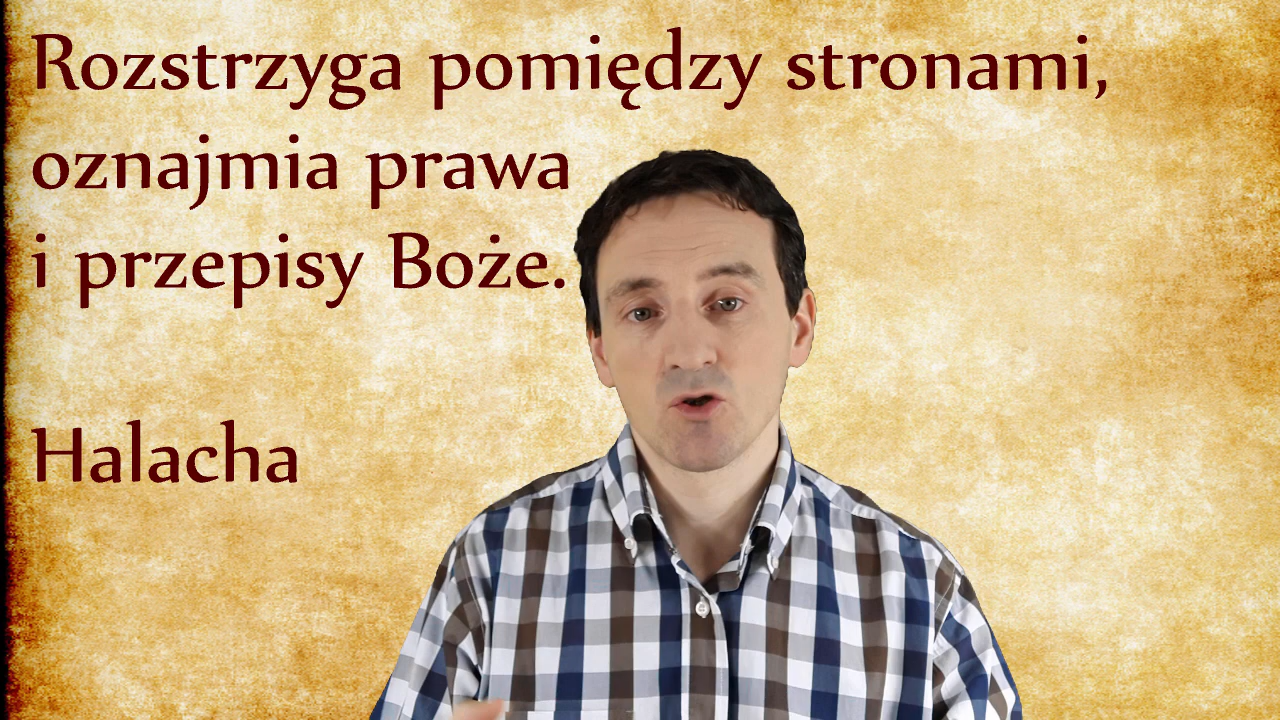 Rozstrzyga pomiędzy stronami,
oznajmia prawa
i przepisy Boże.
Halacha